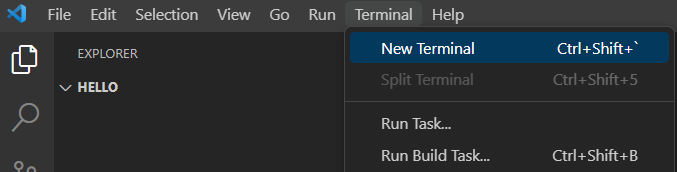 File Edit Selection View Go Run Terminal Help
EXPLORER
HELLO
New Terminal Ctrl+Shift+`
Split Terminal Ctrl+Shift+5
Run Task...
Run Build Task... Ctrl+Shift+B